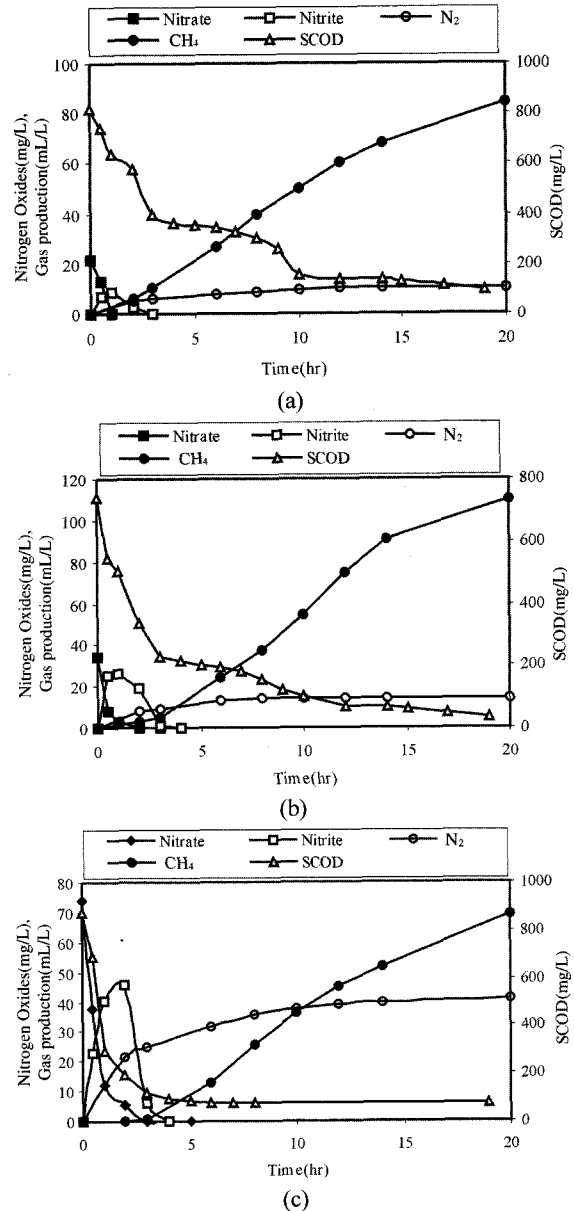 Nitrate Nitrite N₂
CH₄ SCOD
100
80
60
40
20
0
1000
800
600
400
200
0
0 5 10 15 20
Nitrogen Oxides(mg/L),
Gas production(mL/L)
SCOD(mg/L)
Time(hr)
(a)
Nitrate Nitrite N₂
CH₄ SCOD
120
100
80
60
40
20
0
800
600
400
200
0
0 5 10 15 20
Nitrogen Oxides(mg/L),
Gas production(mL/L)
SCOD(mg/L)
Time(hr)
(b)
Nitrate Nitrite N₂
CH₄ SCOD
80
70
60
50
40
30
20
10
0
1000
800
600
400
200
0
0 5 10 15 20
Nitrogen Oxides(mg/L),
Gas production(mL/L)
SCOD(mg/L)
Time(hr)
(c)